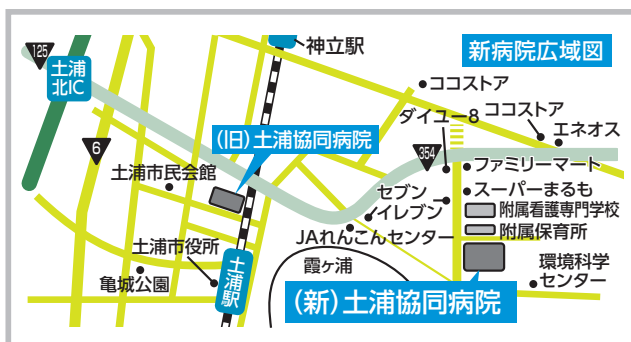 125
土浦
北IC
神立駅
新病院広域図
ココストア
ダイユー8
ココストア
エネオス
6
(旧)土浦協同病院
354
土浦市民会館
ファミリーマート
セブン
イレブン
スーパーまるも
附属看護専門学校
附属保育所
JAれんこんセンター
土浦市役所
土浦駅
霞ヶ浦
亀城公園
環境科学
センター
(新)土浦協同病院